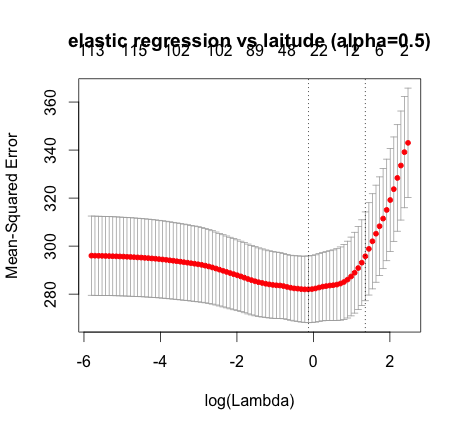 elastic regression vs laitude (alpha=0.5)
113 115 102 102 89 48 22 12 6 2
360
340
320
300
280
Mean-Squared Error
-6 -4 -2 0 2
log(Lambda)